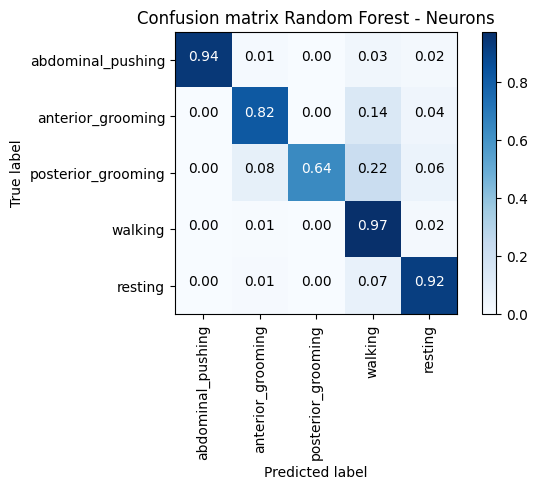 Confusion matrix Random Forest - Neurons
True label
abdominal_pushing 0.94 0.01 0.00 0.03 0.02
anterior_grooming 0.00 0.82 0.00 0.14 0.04
posterior_grooming 0.00 0.08 0.64 0.22 0.06
walking 0.00 0.01 0.00 0.97 0.02
resting 0.00 0.01 0.00 0.07 0.92
abdominal_pushing
anterior_grooming
posterior_grooming
walking
resting
Predicted label
0.8
0.6
0.4
0.2
0.0